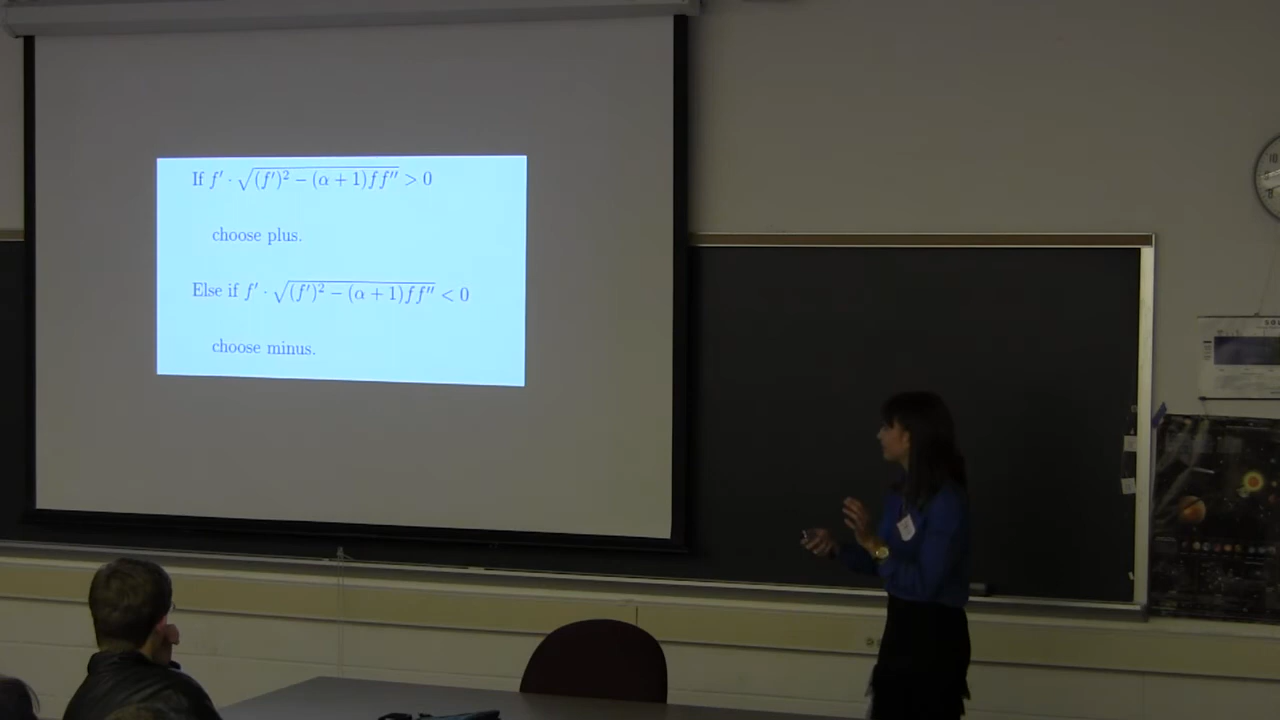 If f′ · √(f′)² − (α + 1)ff″ > 0
choose plus.
Else if f′ · √(f′)² − (α + 1)ff″ < 0
choose minus.